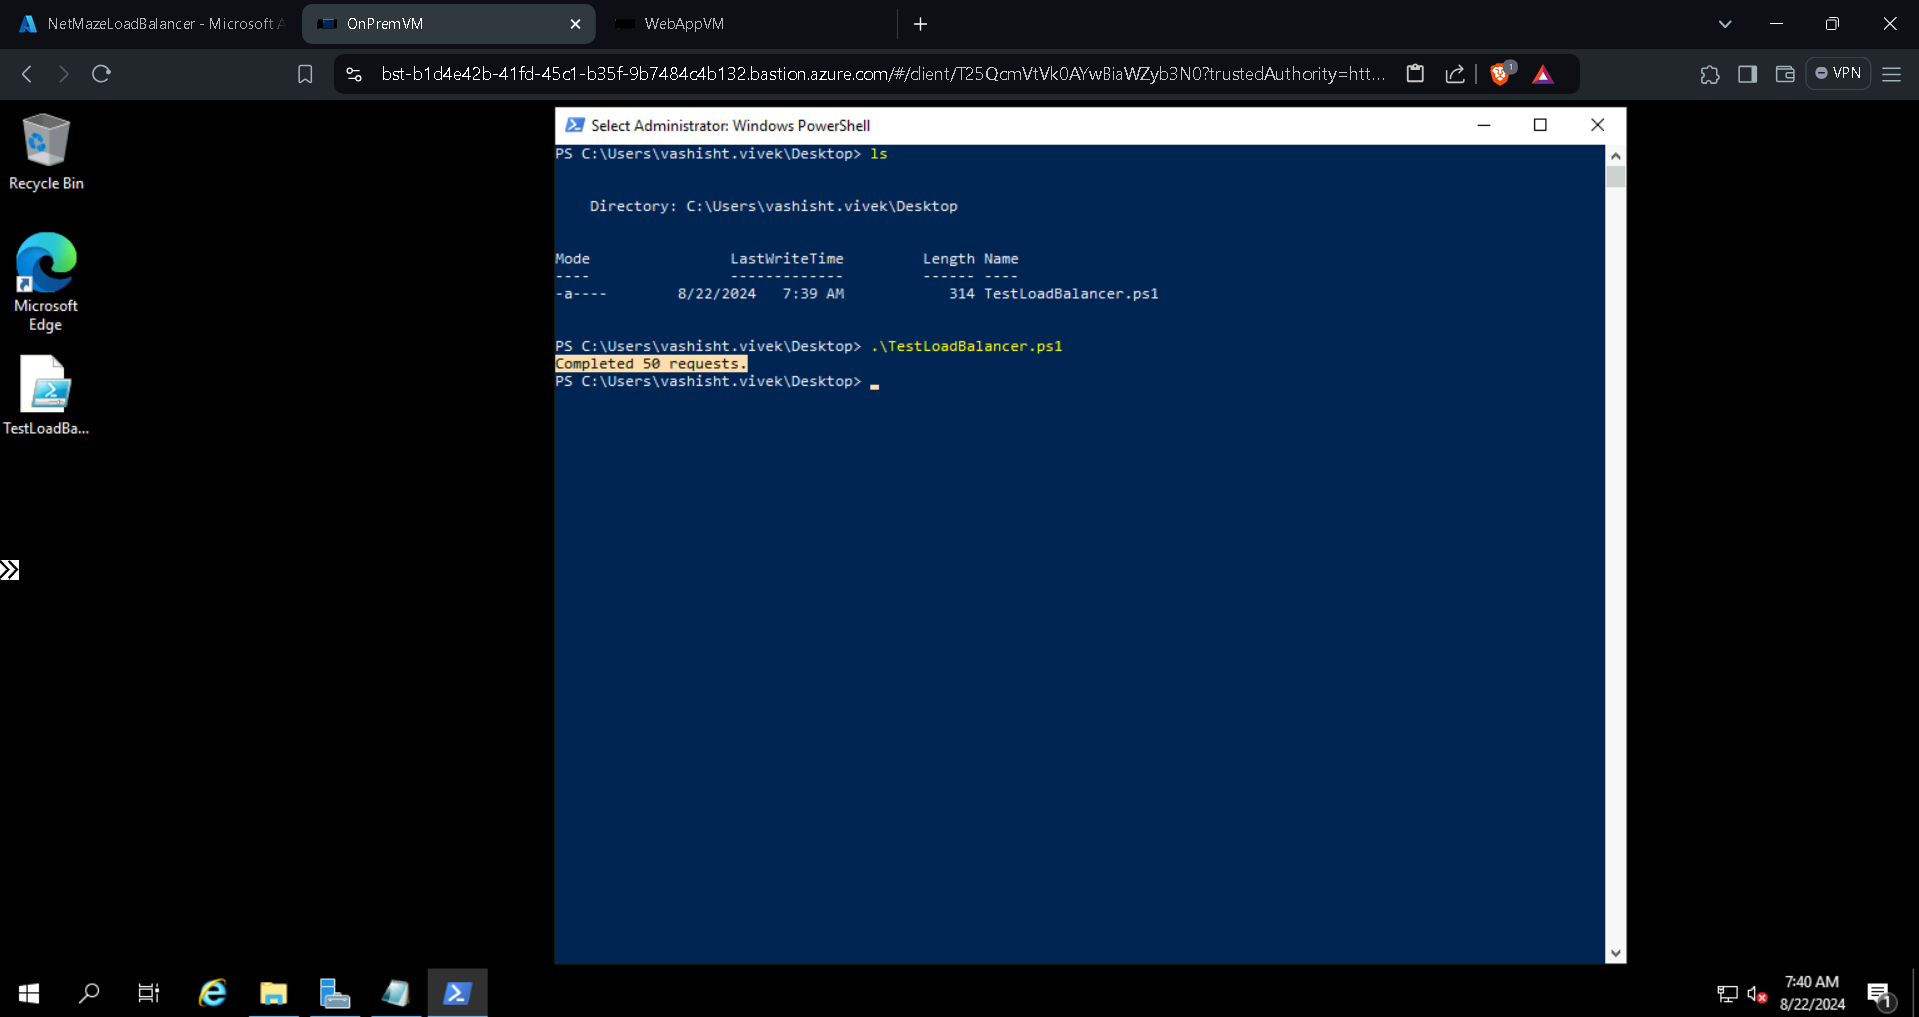 NetMazeLoadBalancer - Microsoft A
OnPremVM
WebAppVM
bst-b1d4e42b-41fd-45c1-b35f-9b7484c4b132.bastion.azure.com/#/client/T25QcmVtVk0AYwBiaWZyb3N0?trustedAuthority=htt...
1
VPN
Recycle Bin
Microsoft
Edge
TestLoadBa...
Select Administrator: Windows PowerShell
PS C:\Users\vashisht.vivek\Desktop> ls
Directory: C:\Users\vashisht.vivek\Desktop
Mode LastWriteTime Length Name
---- ------------- ------ ----
-a---- 8/22/2024 7:39 AM 314 TestLoadBalancer.ps1
PS C:\Users\vashisht.vivek\Desktop> .\TestLoadBalancer.ps1
Completed 50 requests.
PS C:\Users\vashisht.vivek\Desktop>
7:40 AM
8/22/2024
1